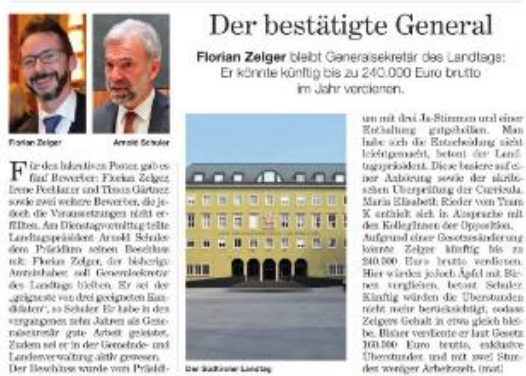 Der bestätigte General
Florian Zelger bleibt Generalsekretär des Landtags:
Er könnte künftig bis zu 240.000 Euro brutto
im Jahr verdienen.
Florian Zelger
Arnold Schuler
Für den lukrativen Posten gab es
fünf Bewerber: Florian Zelger,
Irene Pechlaner und Timon Gärtner
sowie zwei weitere Bewerber, die je-
doch die Voraussetzungen nicht er-
füllten. Am Dienstagvormittag teilte
Landtagspräsident Arnold Schuler
dem Präsidium seinen Beschluss
mit: Florian Zelger, der bisherige
Amtsinhaber, soll Generalsekretär
des Landtags bleiben. Er sei der
„geeignete von drei geeigneten Kan-
didaten“, so Schuler. Er habe in den
vergangenen zehn Jahren als Gene-
ralsekretär gute Arbeit geleistet.
Zudem sei er in der Gemeinde- und
Landesverwaltung aktiv gewesen.
Der Beschluss wurde vom Präsidi-
Der Südtiroler Landtag
um mit drei Ja-Stimmen und einer
Enthaltung gutgeheißen. Man
habe sich die Entscheidung nicht
leichtgemacht, betont der Land-
tagspräsident. Diese basiere auf ei-
ner Anhörung sowie der akribi-
schen Überprüfung der Curricula.
Maria Elisabeth Rieder vom Team
K enthielt sich in Absprache mit
den KollegInnen der Opposition.
Aufgrund einer Gesetzesänderung
könnte Zelger künftig bis zu
240.000 Euro brutto verdienen.
Hier würden jedoch Äpfel mit Bir-
nen verglichen, betont Schuler.
Künftig würden die Überstunden
nicht mehr berücksichtigt, sodass
Zelgers Gehalt in etwa gleich blei-
be. Bisher verdiente er laut Gesetz
160.000 Euro brutto, exklusive
Überstunden und mit zwei Stun-
den weniger Arbeitszeit. (mat)